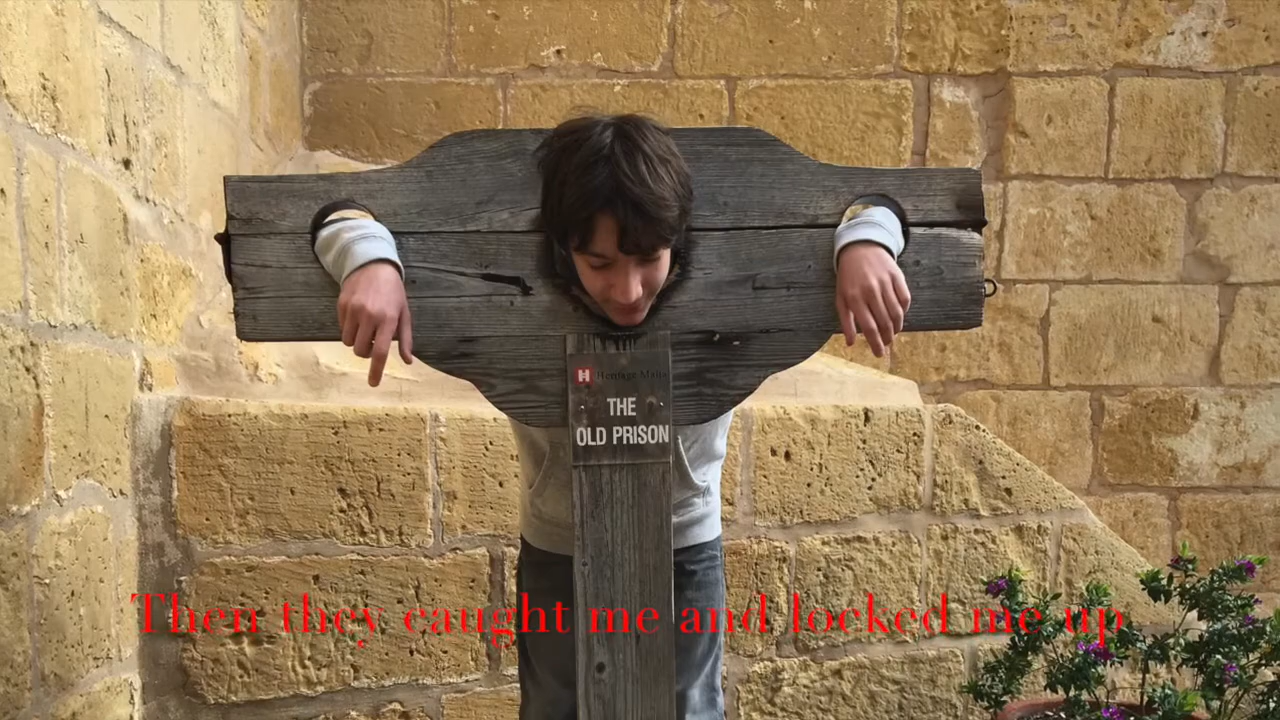 H Heritage Malta
THE
OLD PRISON
Then they caught me and locked me up